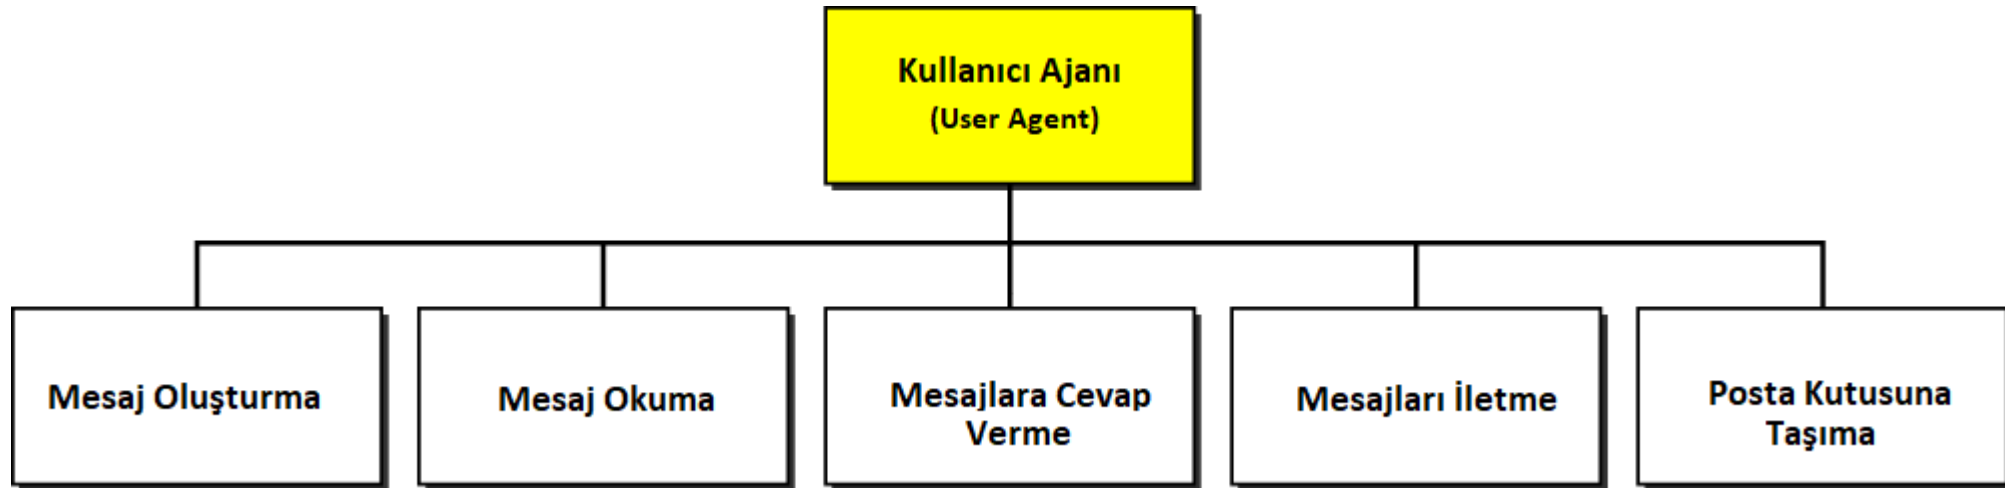 Kullanıcı Ajanı
(User Agent)
Mesaj Oluşturma
Mesaj Okuma
Mesajlara Cevap
Verme
Mesajları İletme
Posta Kutusuna
Taşıma